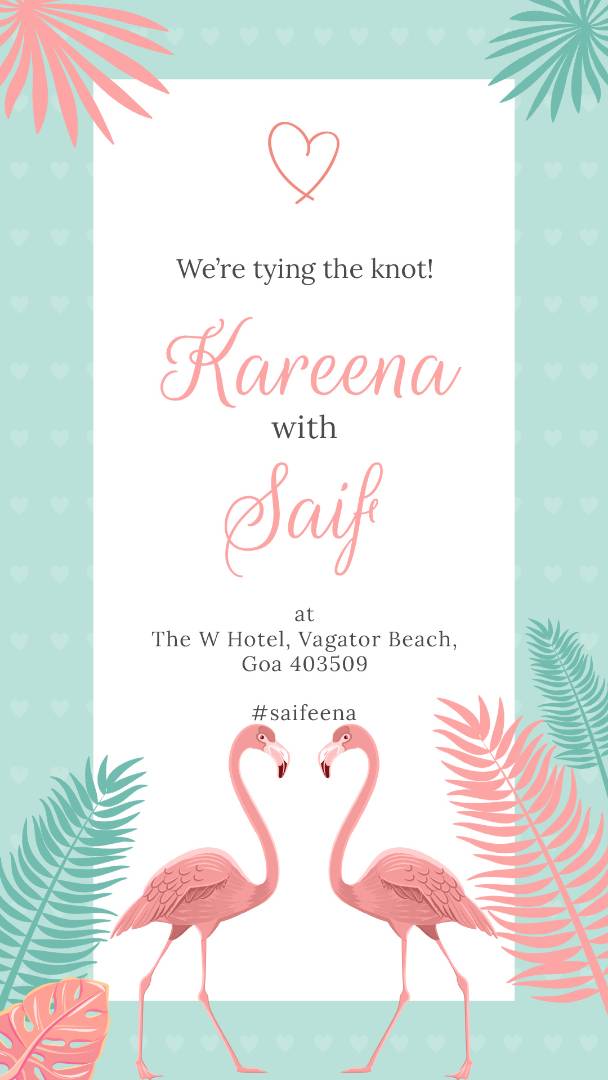 We’re tying the knot!
Kareena
with
Saif
at
The W Hotel, Vagator Beach,
Goa 403509
#saifeena